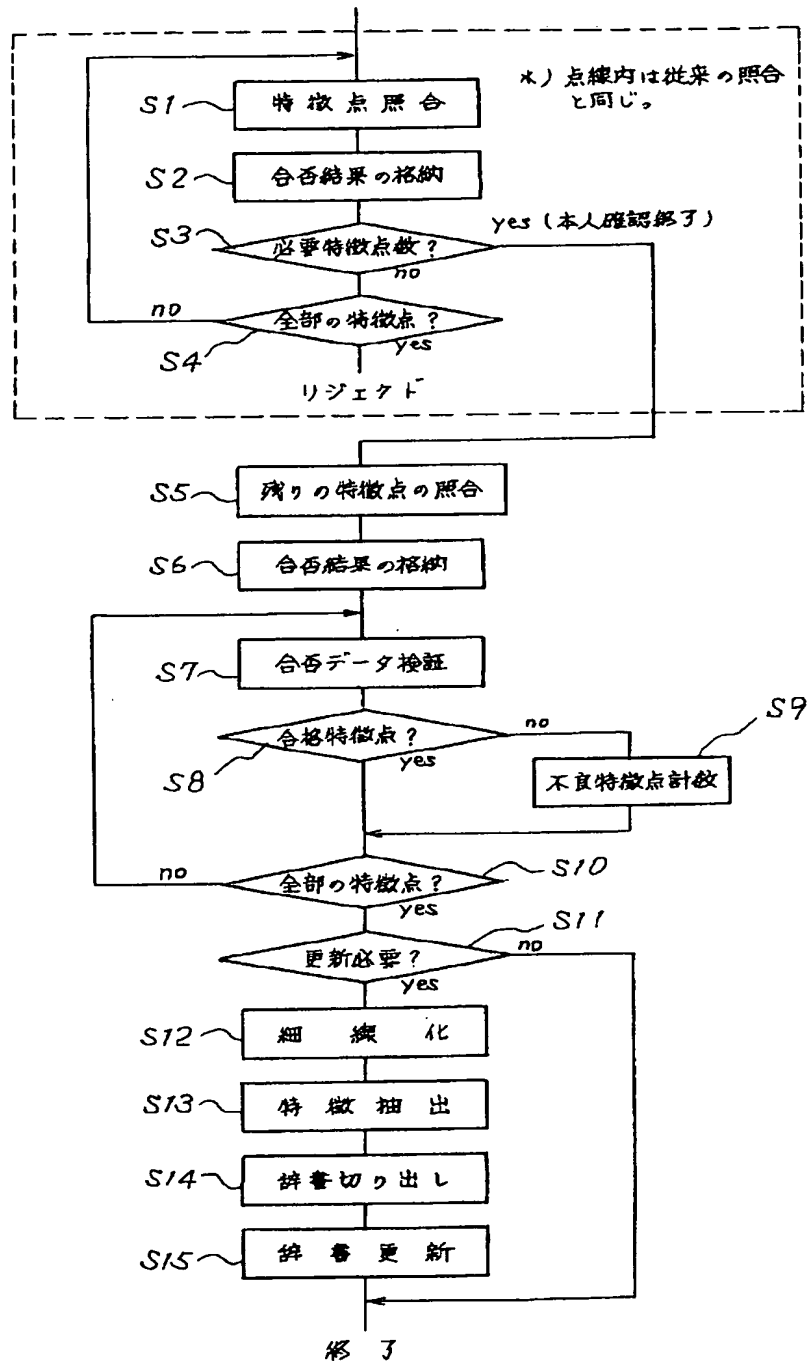 ※) 点線内は従来の照合
と同じ。
S1
特徴点照合
S2
合否結果の格納
S3
必要特徴点数?
yes (本人確認終了)
no
no
全部の特徴点?
S4
yes
リジェクト
S5
残りの特徴点の照合
S6
合否結果の格納
S7
合否データ検証
合格特徴点?
no
S9
yes
S8
不良特徴点計数
no
全部の特徴点?
S10
yes
S11
更新必要?
no
yes
S12
細線化
S13
特徴抽出
S14
辞書切り出し
S15
辞書更新
終了